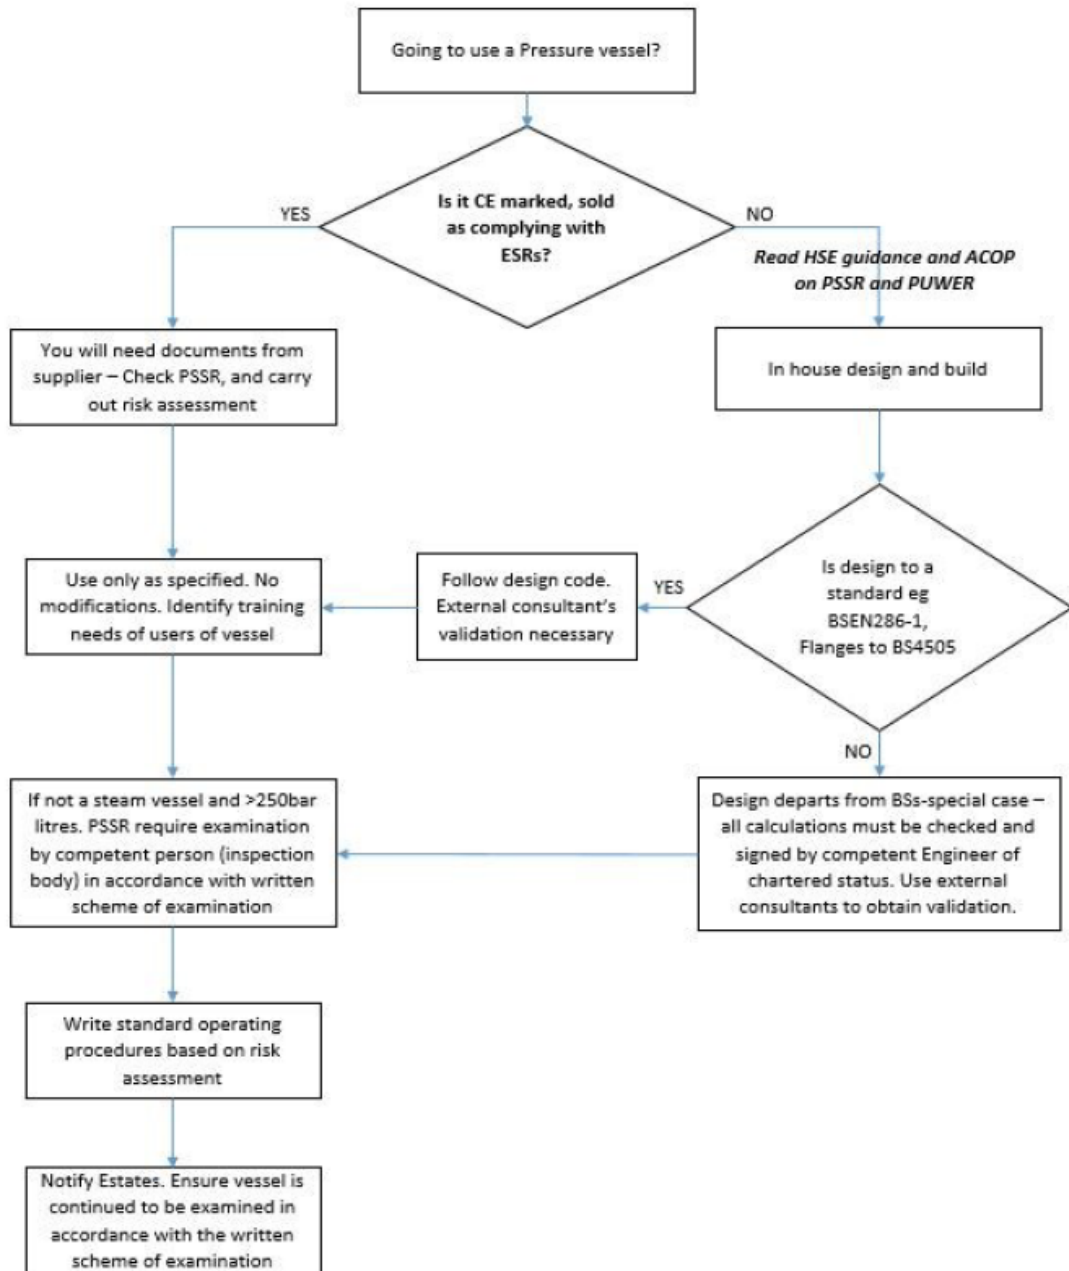 Going to use a Pressure vessel?
Is it CE marked, sold
as complying with
ESRs?
YES
NO
Read HSE guidance and ACOP
on PSSR and PUWER
You will need documents from
supplier – Check PSSR, and carry
out risk assessment
In house design and build
Use only as specified. No
modifications. Identify training
needs of users of vessel
Follow design code.
External consultant's
validation necessary
YES
Is design to a
standard eg
BSEN286-1,
Flanges to BS4505
NO
If not a steam vessel and >250bar
litres. PSSR require examination
by competent person (inspection
body) in accordance with written
scheme of examination
Design departs from BSs-special case –
all calculations must be checked and
signed by competent Engineer of
chartered status. Use external
consultants to obtain validation.
Write standard operating
procedures based on risk
assessment
Notify Estates. Ensure vessel is
continued to be examined in
accordance with the written
scheme of examination